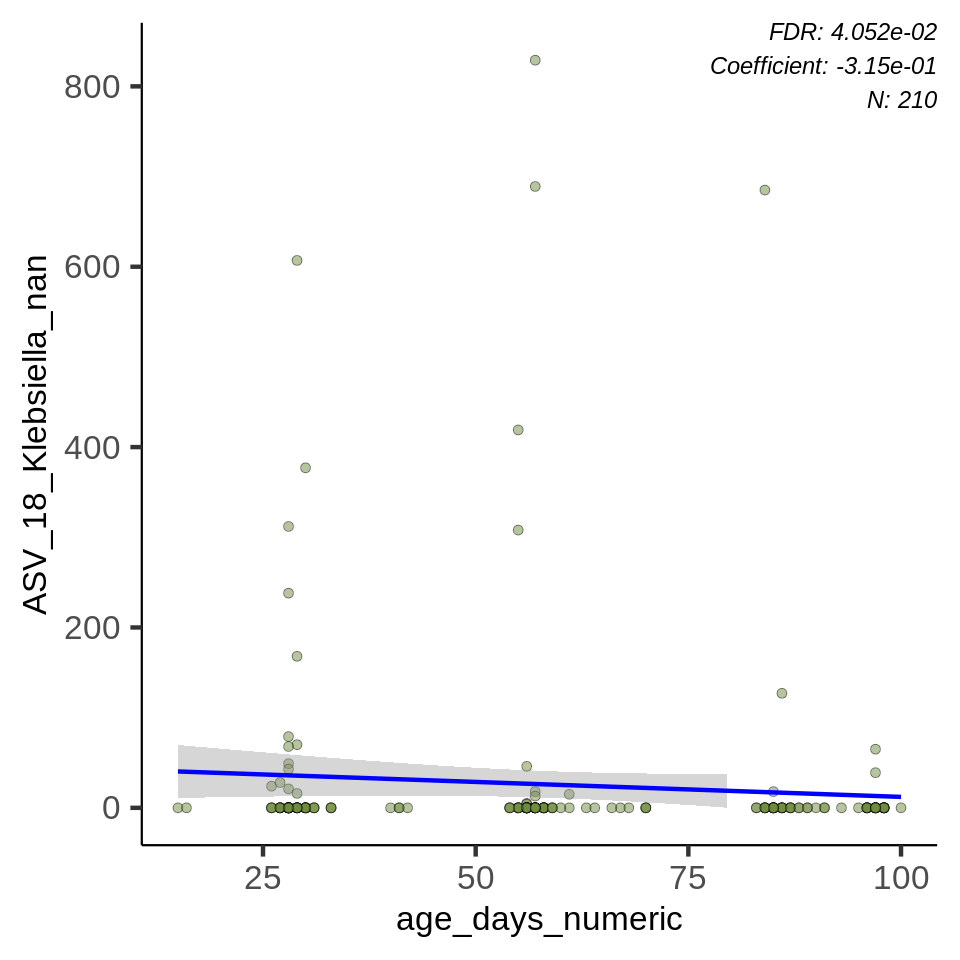 FDR: 4.052e-02
Coefficient: -3.15e-01
N: 210
ASV_18_Klebsiella_nan
800
600
400
200
0
25 50 75 100
age_days_numeric